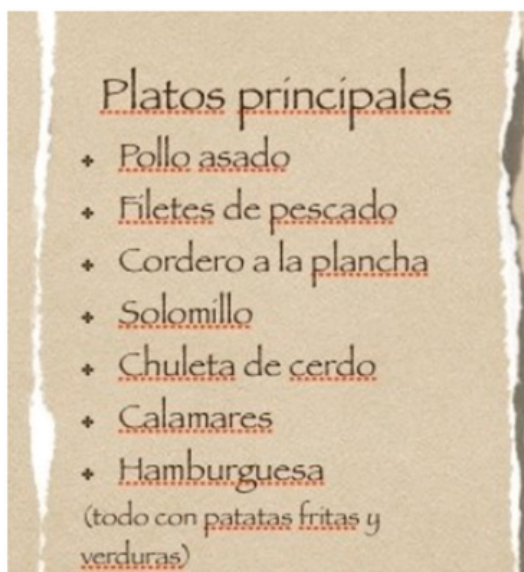 Platos principales
Pollo asado
Filetes de pescado
Cordero a la plancha
Solomillo
Chuleta de cerdo
Calamares
Hamburguesa
(todo con patatas fritas y
verduras)